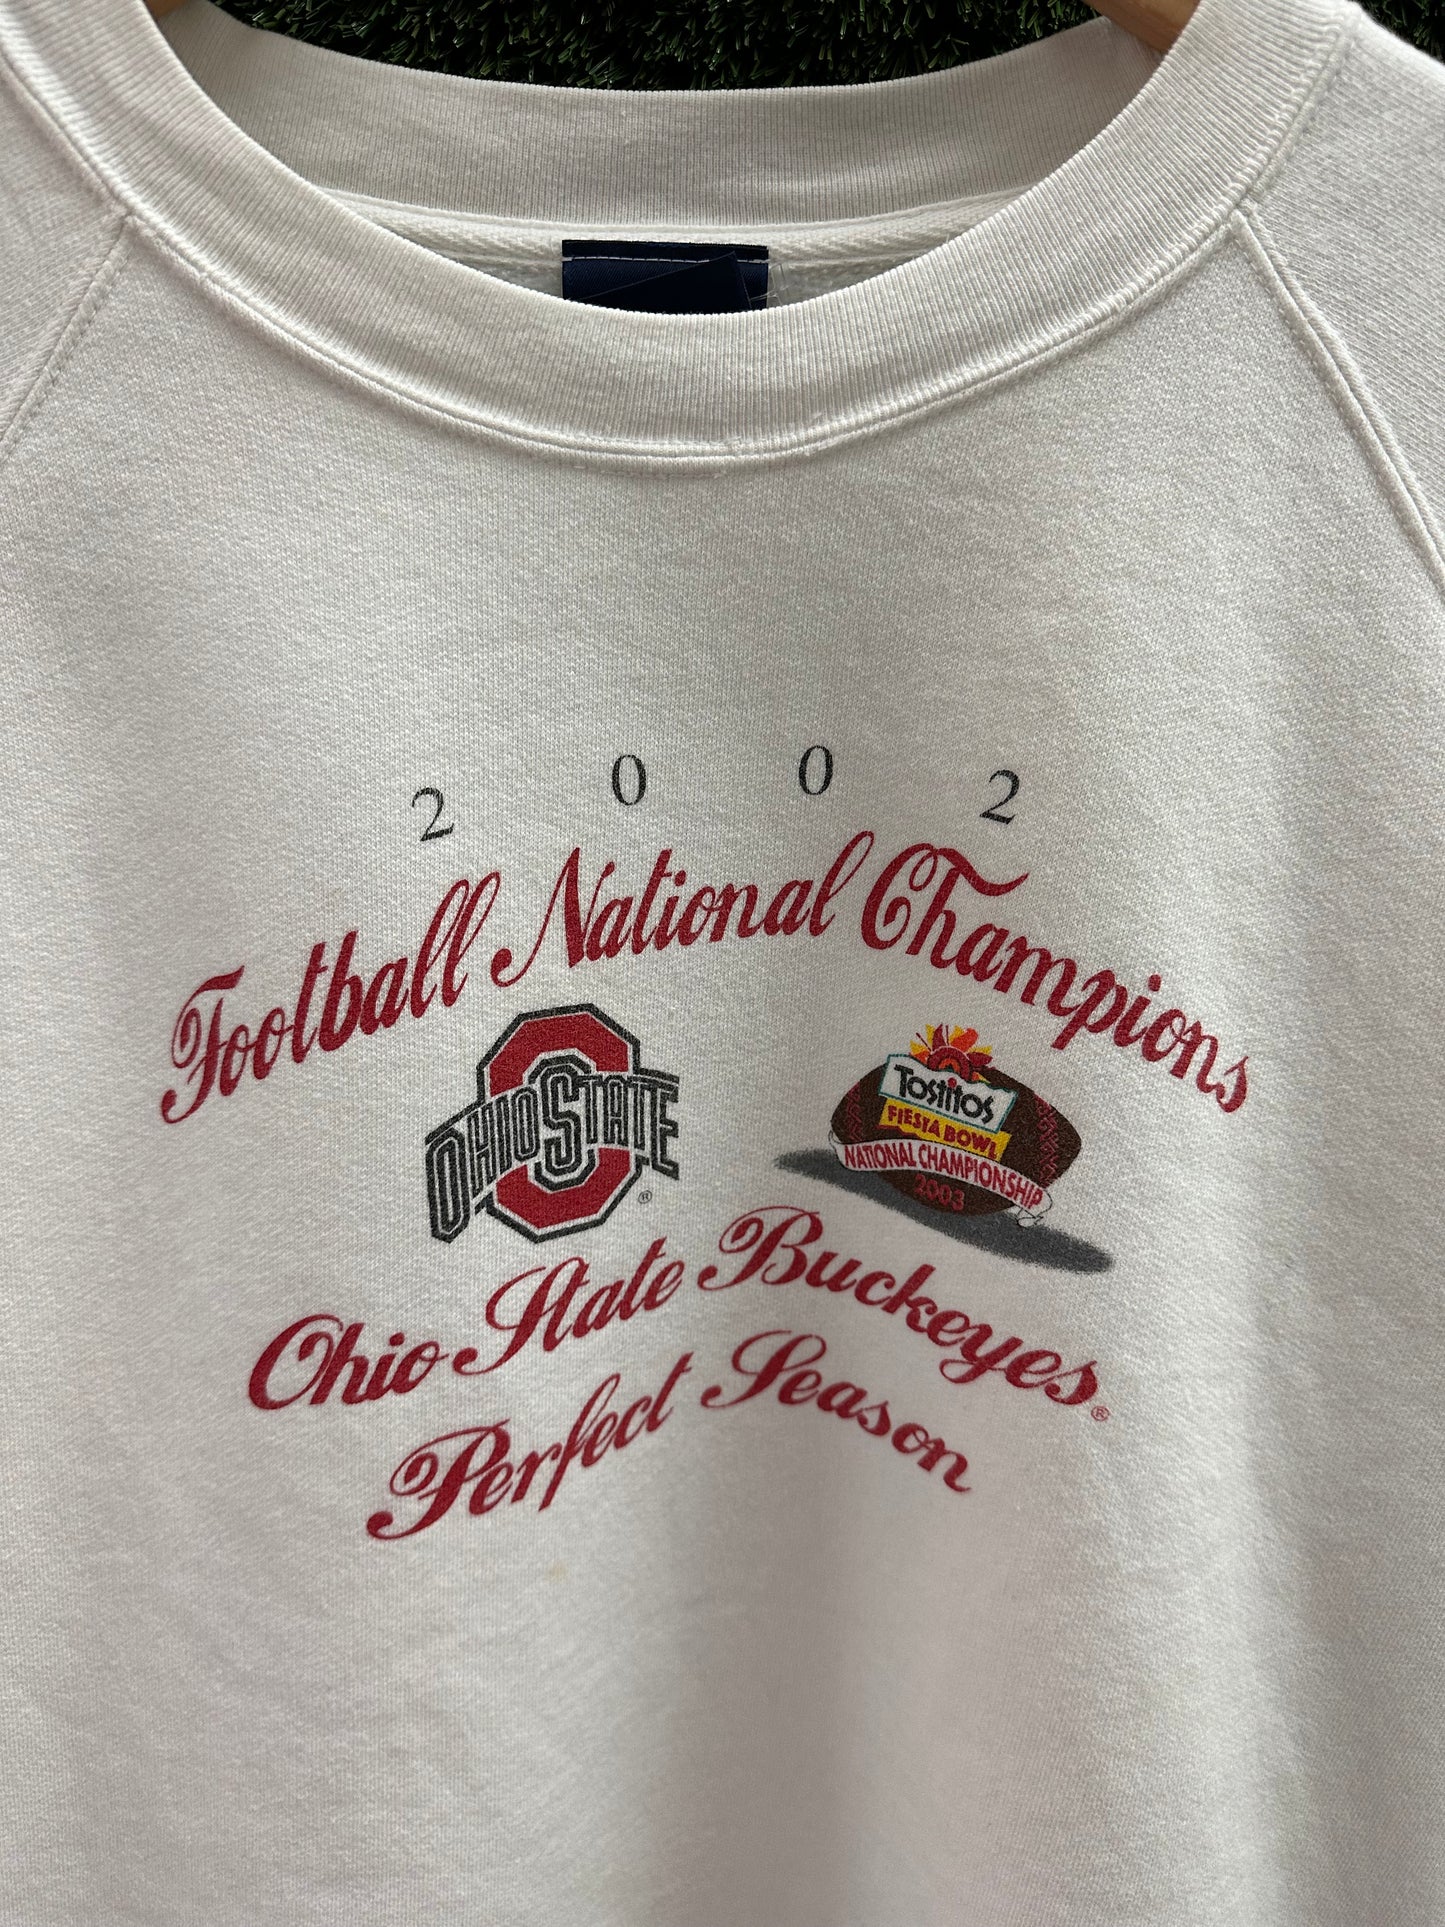 2002
Football National Champions
OHIO STATE
®
Tostitos
FIESTA BOWL
NATIONAL CHAMPIONSHIP
2003
Ohio State Buckeyes®
Perfect Season